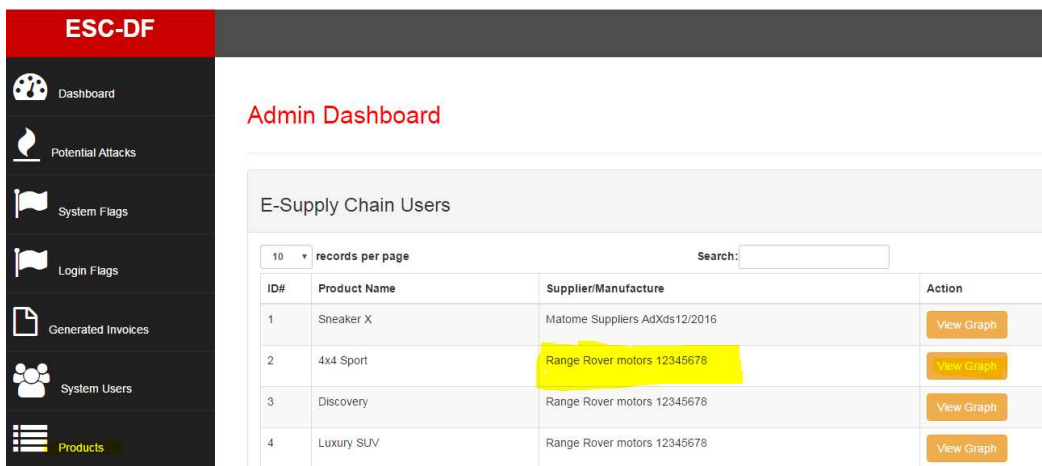 ESC-DF
Dashboard
Potential Attacks
System Flags
Login Flags
Generated Invoices
System Users
Products
Admin Dashboard
E-Supply Chain Users
10 records per page Search:
ID# Product Name Supplier/Manufacture Action
1 Sneaker X Matome Suppliers AdXds12/2016 View Graph
2 4x4 Sport Range Rover motors 12345678 View Graph
3 Discovery Range Rover motors 12345678 View Graph
4 Luxury SUV Range Rover motors 12345678 View Graph